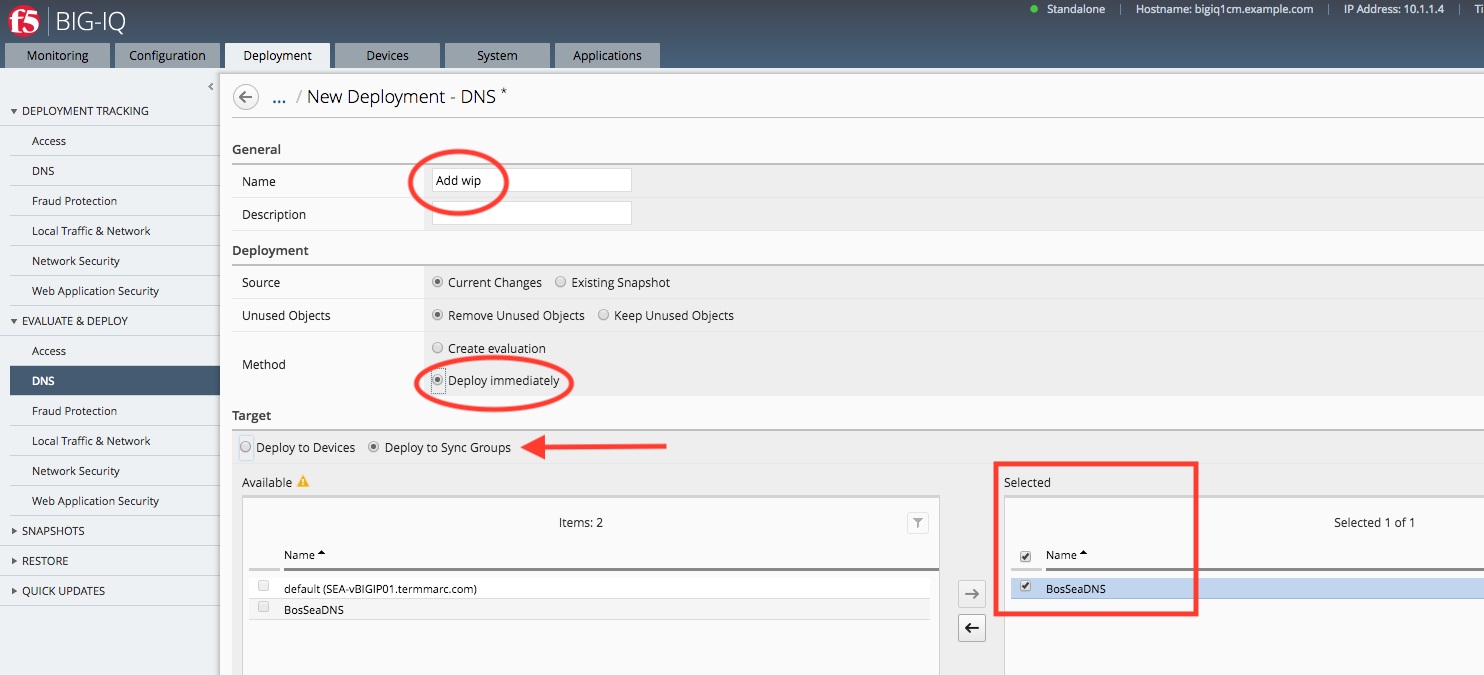 f5 BIG-IQ
Standalone Hostname: bigiq1cm.example.com IP Address: 10.1.1.4
Monitoring Configuration Deployment Devices System Applications
DEPLOYMENT TRACKING
Access
DNS
Fraud Protection
Local Traffic & Network
Network Security
Web Application Security
EVALUATE & DEPLOY
Access
DNS
Fraud Protection
Local Traffic & Network
Network Security
Web Application Security
SNAPSHOTS
RESTORE
QUICK UPDATES
... / New Deployment - DNS *
General
Name Add wip
Description
Deployment
Source Current Changes Existing Snapshot
Unused Objects Remove Unused Objects Keep Unused Objects
Method Create evaluation
Deploy immediately
Target
Deploy to Devices Deploy to Sync Groups
Available
Items: 2
Name
default (SEA-vBIGIP01.termmarc.com)
BosSeaDNS
Selected
Selected 1 of 1
Name
BosSeaDNS